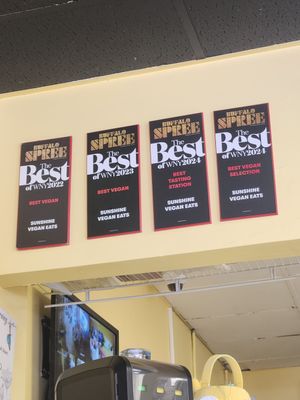 BUFFALO
SPREE
The
Best
of WNY 2022
BEST VEGAN
SUNSHINE
VEGAN EATS
BUFFALO
SPREE
The
Best
of WNY 2023
BEST VEGAN
SUNSHINE
VEGAN EATS
BUFFALO
SPREE
The
Best
of WNY 2024
BEST
TASTING
STATION
SUNSHINE
VEGAN EATS
BUFFALO
SPREE
The
Best
of WNY 2024
BEST VEGAN
SELECTION
SUNSHINE
VEGAN EATS